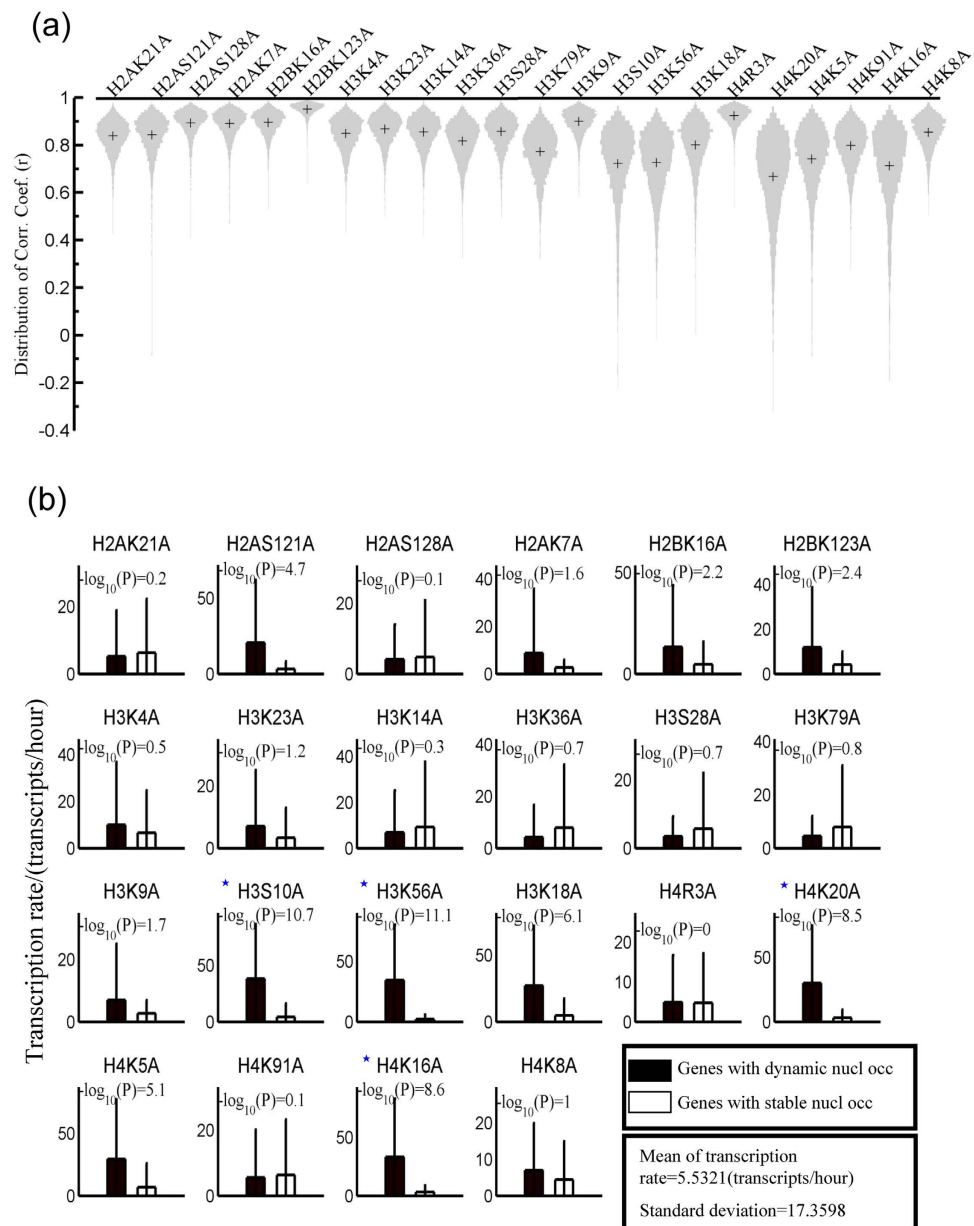 (a)
H2AK21A
H2AS121A
H2AS128A
H2AK7A
H2BK16A
H2BK123A
H3K4A
H3K23A
H3K14A
H3K36A
H3S28A
H3K79A
H3K9A
H3S10A
H3K56A
H3K18A
H4R3A
H4K20A
H4K5A
H4K91A
H4K16A
H4K8A
Distribution of Corr. Coef. (r)
1
0.8
0.6
0.4
0.2
0
-0.2
-0.4
(b)
Transcription rate/(transcripts/hour)
H2AK21A
-log10(P)=0.2
20
0
H2AS121A
-log10(P)=4.7
50
0
H2AS128A
-log10(P)=0.1
20
0
H2AK7A
-log10(P)=1.6
40
20
0
H2BK16A
-log10(P)=2.2
50
0
H2BK123A
-log10(P)=2.4
40
20
0
H3K4A
-log10(P)=0.5
40
20
0
H3K23A
-log10(P)=1.2
20
0
H3K14A
-log10(P)=0.3
40
20
0
H3K36A
-log10(P)=0.7
40
20
0
H3S28A
-log10(P)=0.7
20
0
H3K79A
-log10(P)=0.8
40
20
0
H3K9A
-log10(P)=1.7
20
0
H3S10A
-log10(P)=10.7
50
0
H3K56A
-log10(P)=11.1
50
0
H3K18A
-log10(P)=6.1
50
0
H4R3A
-log10(P)=0
20
0
H4K20A
-log10(P)=8.5
50
0
H4K5A
-log10(P)=5.1
50
0
H4K91A
-log10(P)=0.1
20
0
H4K16A
-log10(P)=8.6
50
0
H4K8A
-log10(P)=1
20
10
0
Genes with dynamic nucl occ
Genes with stable nucl occ
Mean of transcription
rate=5.5321(transcripts/hour)
Standard deviation=17.3598